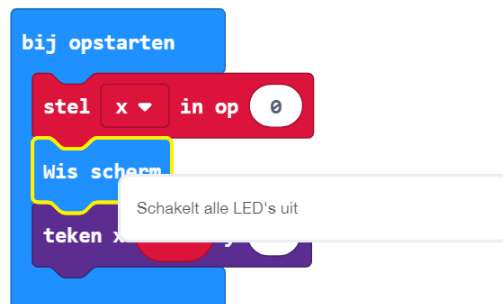 bij opstarten
stel x in op 0
Wis scherm
Schakelt alle LED's uit
teken x